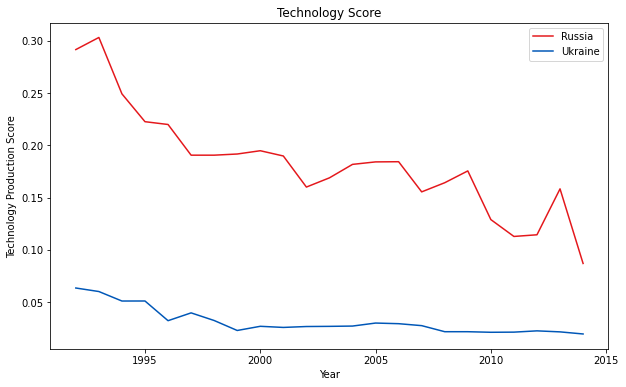 Technology Score
Russia
Ukraine
Technology Production Score
0.30
0.25
0.20
0.15
0.10
0.05
1995
2000
2005
2010
2015
Year